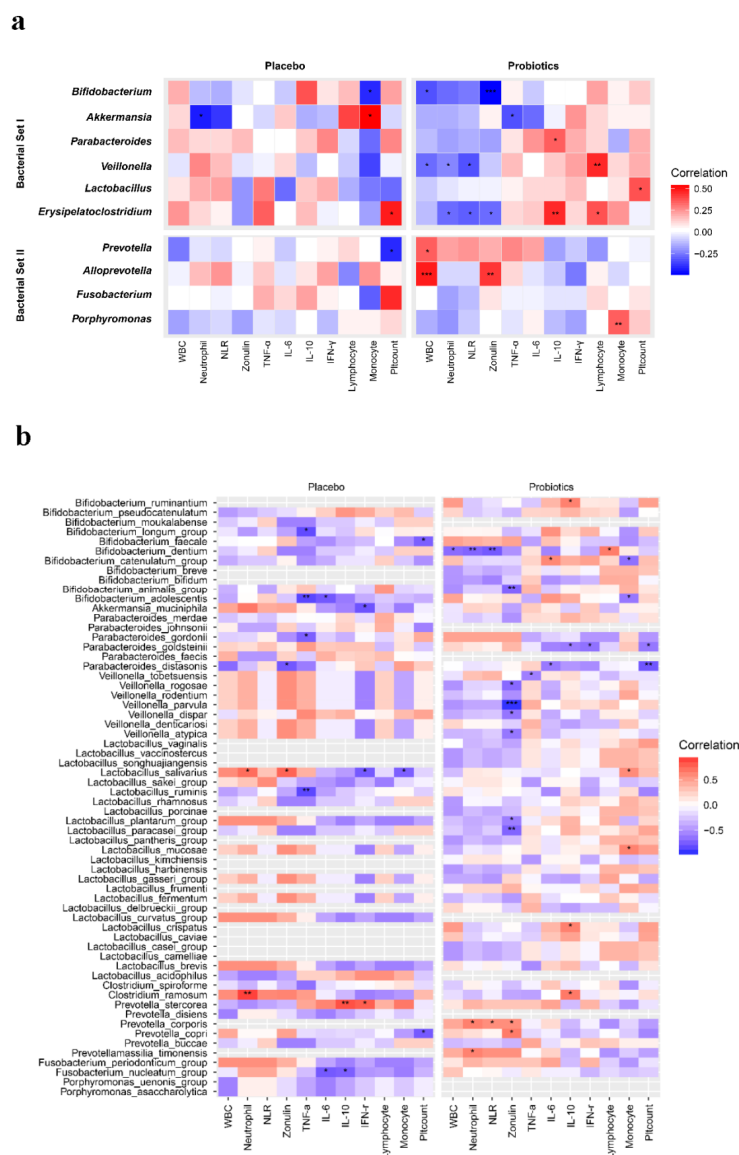 a
Placebo
Probiotics
Bacterial Set I
Bifidobacterium
Akkermansia
Parabacteroides
Veillonella
Lactobacillus
Erysipelatoclostridium
Bacterial Set II
Prevotella
Alloprevotella
Fusobacterium
Porphyromonas
* * * *** * * * * * * ** * * * * * ** * * * * *** ** **
Correlation
0.50
0.25
0.00
−0.25
WBC
Neutrophil
NLR
Zonulin
TNF-α
IL-6
IL-10
IFN-γ
Lymphocyte
Monocyte
Pltcount
WBC
Neutrophil
NLR
Zonulin
TNF-α
IL-6
IL-10
IFN-γ
Lymphocyte
Monocyte
Pltcount
b
Placebo
Probiotics
Bifidobacterium_ruminantium
Bifidobacterium_pseudocatenulatum
Bifidobacterium_moukalabense
Bifidobacterium_longum_group
Bifidobacterium_faecale
Bifidobacterium_dentium
Bifidobacterium_catenulatum_group
Bifidobacterium_breve
Bifidobacterium_bifidum
Bifidobacterium_animalis_group
Bifidobacterium_adolescentis
Akkermansia_muciniphila
Parabacteroides_merdae
Parabacteroides_johnsonii
Parabacteroides_gordonii
Parabacteroides_goldsteinii
Parabacteroides_faecis
Parabacteroides_distasonis
Veillonella_tobetsuensis
Veillonella_rogosae
Veillonella_rodentium
Veillonella_parvula
Veillonella_dispar
Veillonella_denticariosi
Veillonella_atypica
Lactobacillus_vaginalis
Lactobacillus_vaccinostercus
Lactobacillus_songhuajiangensis
Lactobacillus_salivarius
Lactobacillus_sakei_group
Lactobacillus_ruminis
Lactobacillus_rhamnosus
Lactobacillus_porcinae
Lactobacillus_plantarum_group
Lactobacillus_paracasei_group
Lactobacillus_pantheris_group
Lactobacillus_mucosae
Lactobacillus_kimchiensis
Lactobacillus_harbinensis
Lactobacillus_gasseri_group
Lactobacillus_frumenti
Lactobacillus_fermentum
Lactobacillus_delbrueckii_group
Lactobacillus_curvatus_group
Lactobacillus_crispatus
Lactobacillus_caviae
Lactobacillus_casei_group
Lactobacillus_camelliae
Lactobacillus_brevis
Lactobacillus_acidophilus
Clostridium_spiroforme
Clostridium_ramosum
Prevotella_stercorea
Prevotella_disiens
Prevotella_corporis
Prevotella_copri
Prevotella_buccae
Prevotellamassilia_timonensis
Fusobacterium_periodonticum_group
Fusobacterium_nucleatum_group
Porphyromonas_uenonis_group
Porphyromonas_asaccharolytica
Correlation
0.5
0.0
−0.5
WBC
Neutrophil
NLR
Zonulin
TNF-a
IL-6
IL-10
IFN-r
Lymphocyte
Monocyte
Pltcount
WBC
Neutrophil
NLR
Zonulin
TNF-a
IL-6
IL-10
IFN-r
Lymphocyte
Monocyte
Pltcount